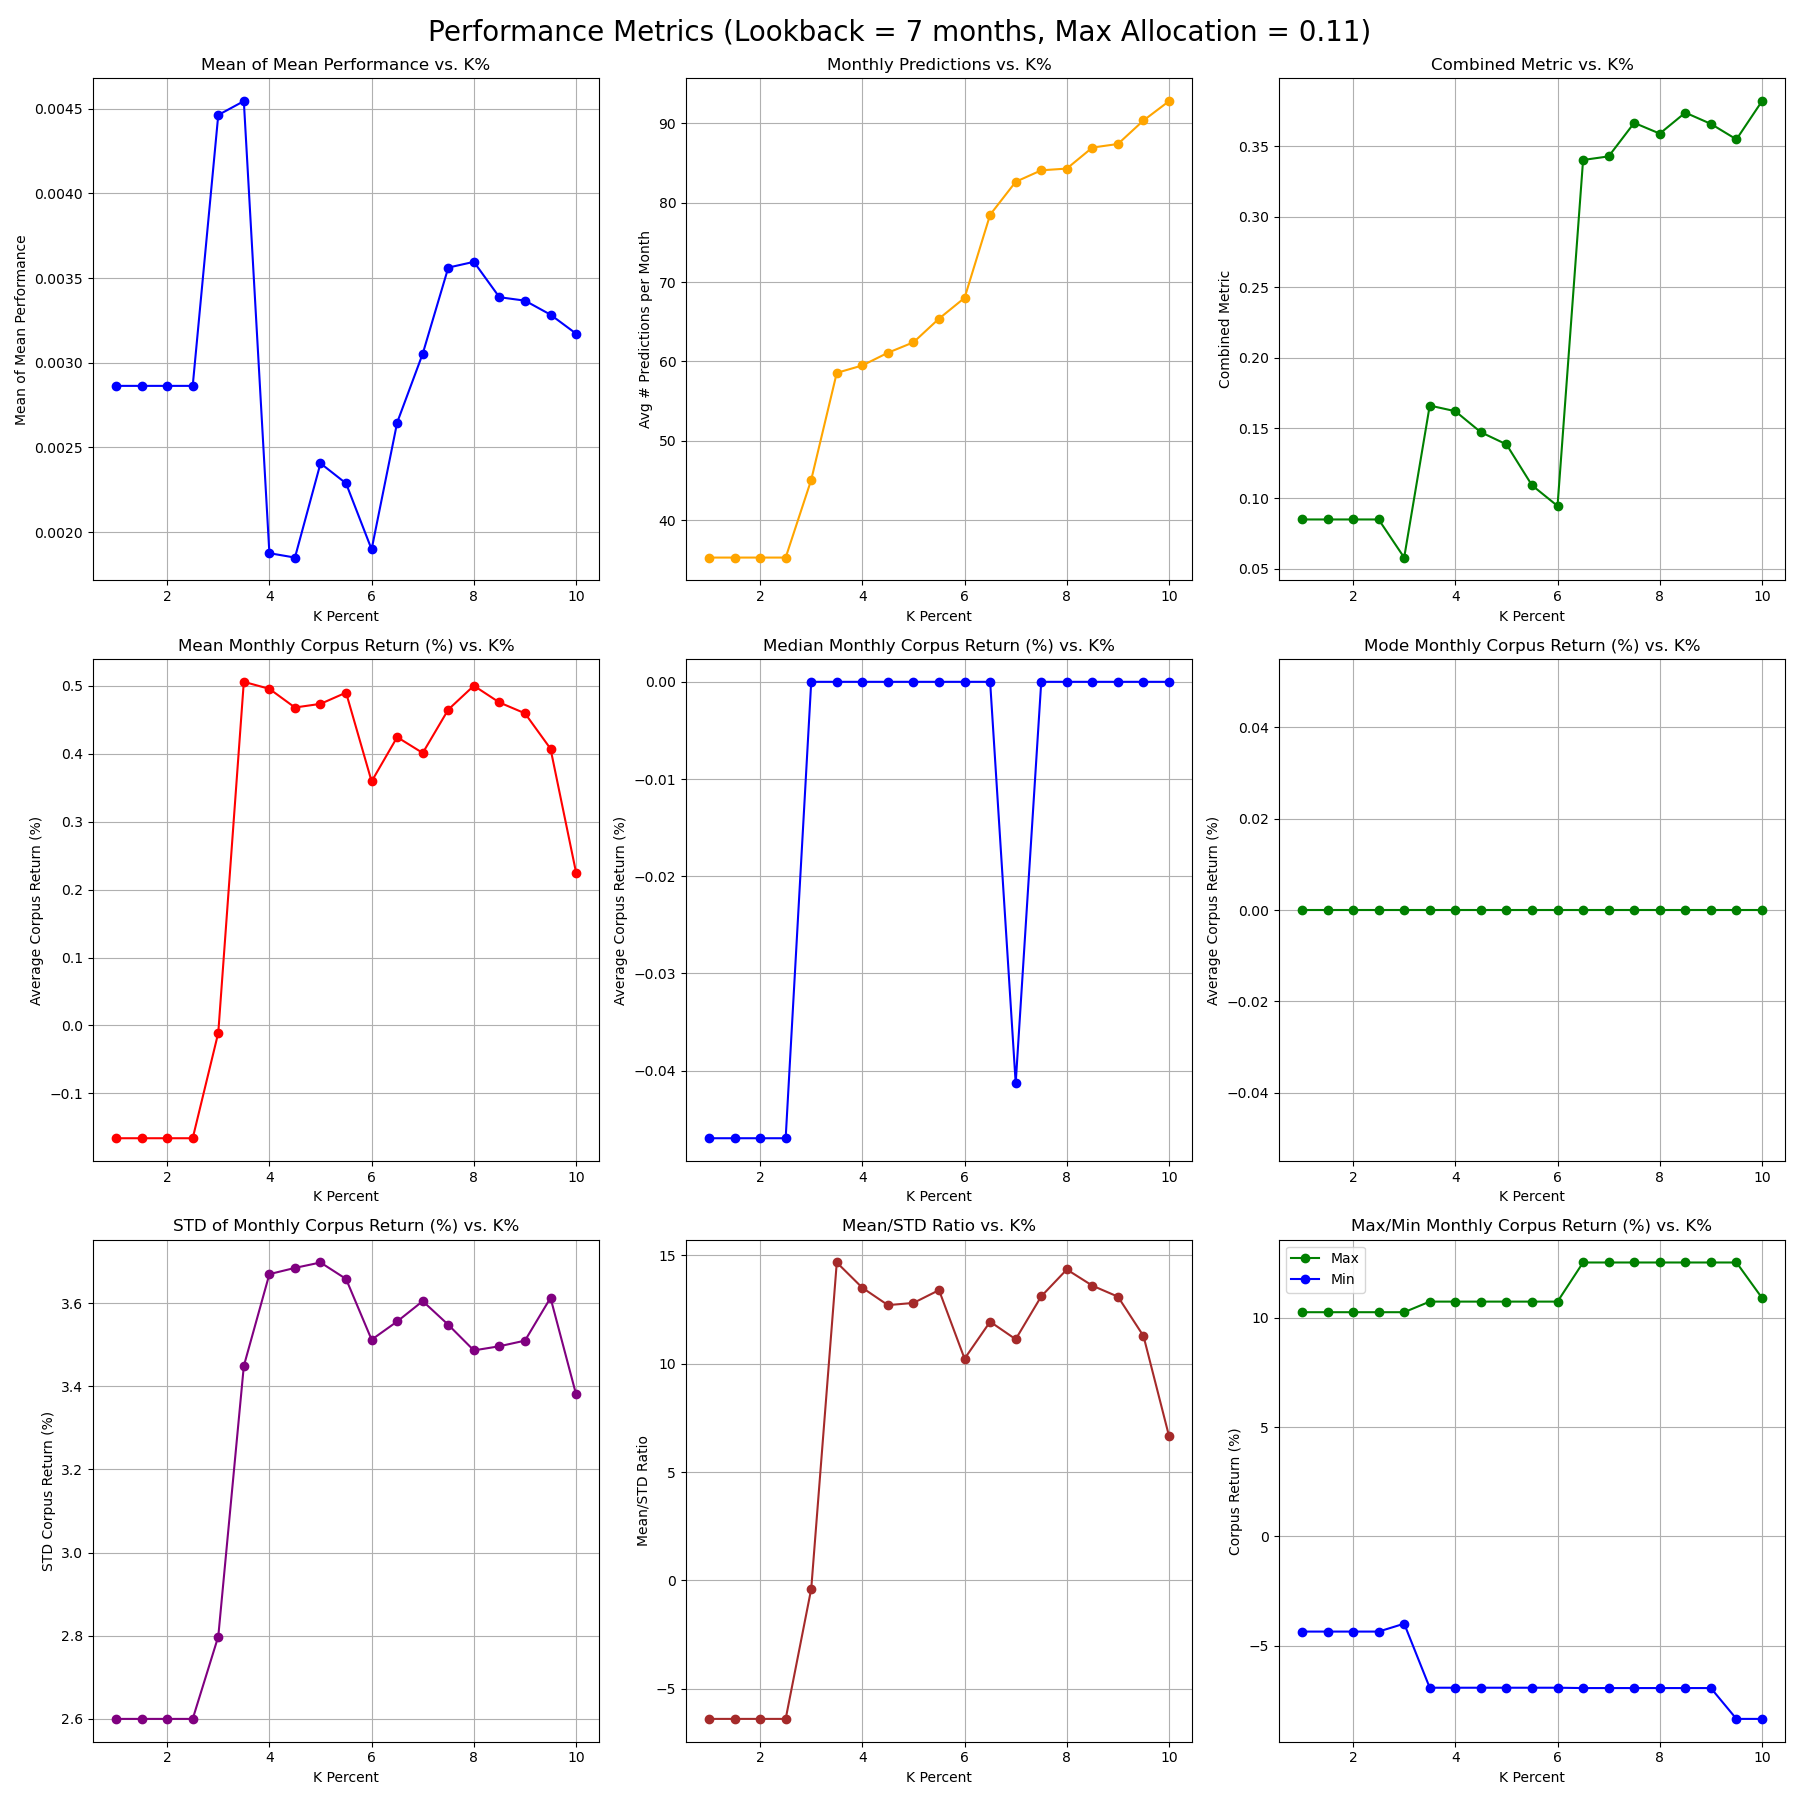 Performance Metrics (Lookback = 7 months, Max Allocation = 0.11)
Mean of Mean Performance vs. K%
Mean of Mean Performance
0.0045
0.0040
0.0035
0.0030
0.0025
0.0020
2 4 6 8 10
K Percent
Monthly Predictions vs. K%
Avg # Predictions per Month
90
80
70
60
50
40
2 4 6 8 10
K Percent
Combined Metric vs. K%
Combined Metric
0.35
0.30
0.25
0.20
0.15
0.10
0.05
2 4 6 8 10
K Percent
Mean Monthly Corpus Return (%) vs. K%
Average Corpus Return (%)
0.5
0.4
0.3
0.2
0.1
0.0
−0.1
2 4 6 8 10
K Percent
Median Monthly Corpus Return (%) vs. K%
Average Corpus Return (%)
0.00
−0.01
−0.02
−0.03
−0.04
2 4 6 8 10
K Percent
Mode Monthly Corpus Return (%) vs. K%
Average Corpus Return (%)
0.04
0.02
0.00
−0.02
−0.04
2 4 6 8 10
K Percent
STD of Monthly Corpus Return (%) vs. K%
STD Corpus Return (%)
3.6
3.4
3.2
3.0
2.8
2.6
2 4 6 8 10
K Percent
Mean/STD Ratio vs. K%
Mean/STD Ratio
15
10
5
0
−5
2 4 6 8 10
K Percent
Max/Min Monthly Corpus Return (%) vs. K%
Max
Min
Corpus Return (%)
10
5
0
−5
2 4 6 8 10
K Percent